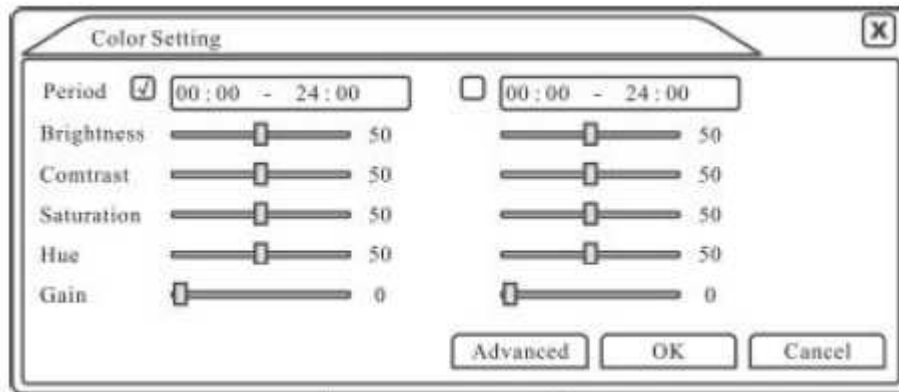 Color Setting X
Period √ 00:00 - 24:00 00:00 - 24:00
Brightness 50 50
Comtrast 50 50
Saturation 50 50
Hue 50 50
Gain 0 0
Advanced OK Cancel